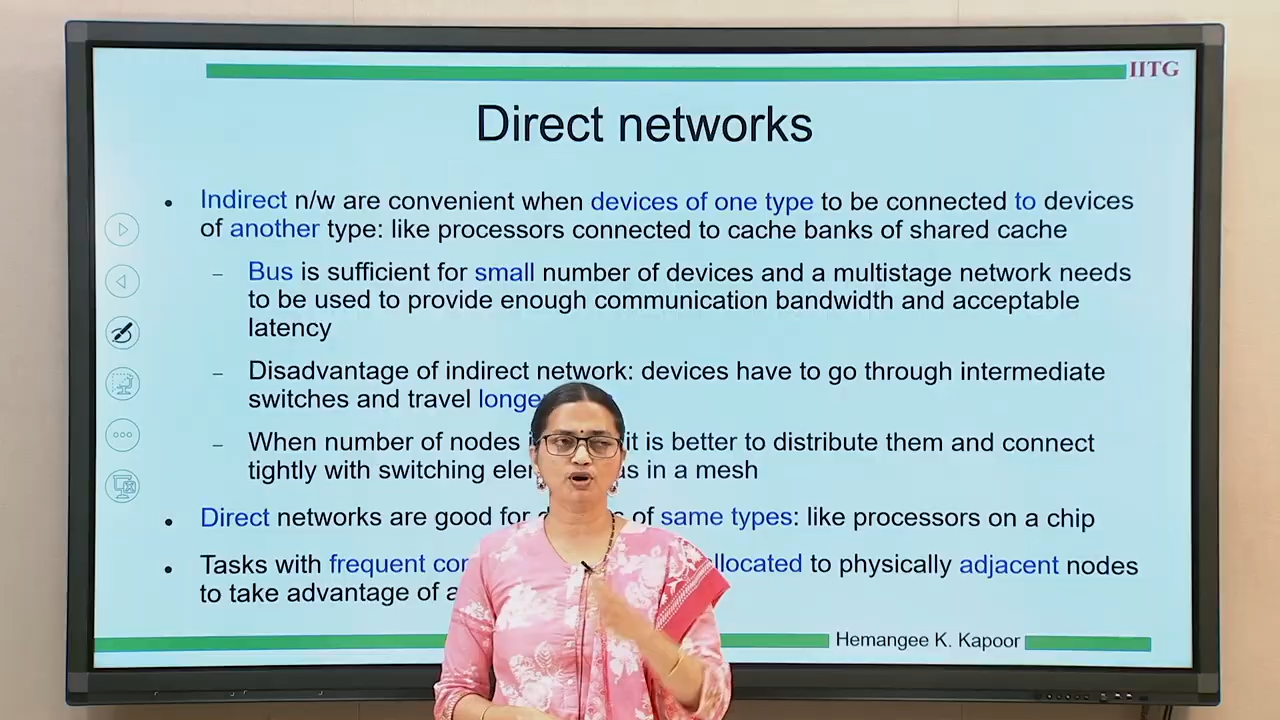 IITG
Direct networks
• Indirect n/w are convenient when devices of one type to be connected to devices
of another type: like processors connected to cache banks of shared cache
– Bus is sufficient for small number of devices and a multistage network needs
to be used to provide enough communication bandwidth and acceptable
latency
– Disadvantage of indirect network: devices have to go through intermediate
switches and travel
– When number of nodes it is better to distribute them and connect
tightly with switching as in a mesh
• Direct networks are good for of same types: like processors on a chip
• Tasks with frequent to physically adjacent nodes
to take advantage of
Hemangee K. Kapoor